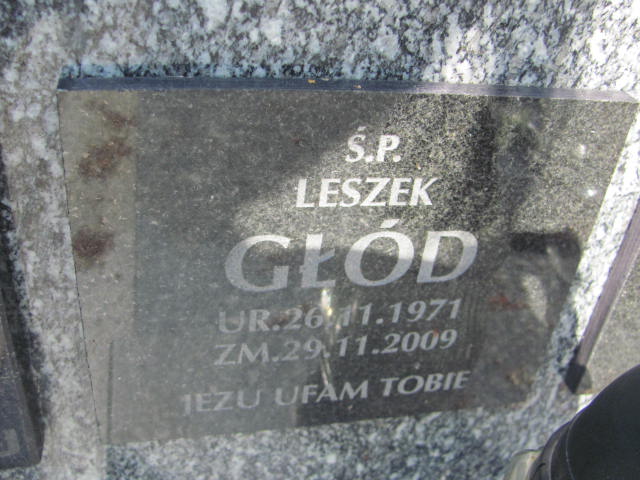 Ś.P.
LESZEK
GŁÓD
UR.26.11.1971
ZM.29.11.2009
JEZU UFAM TOBIE